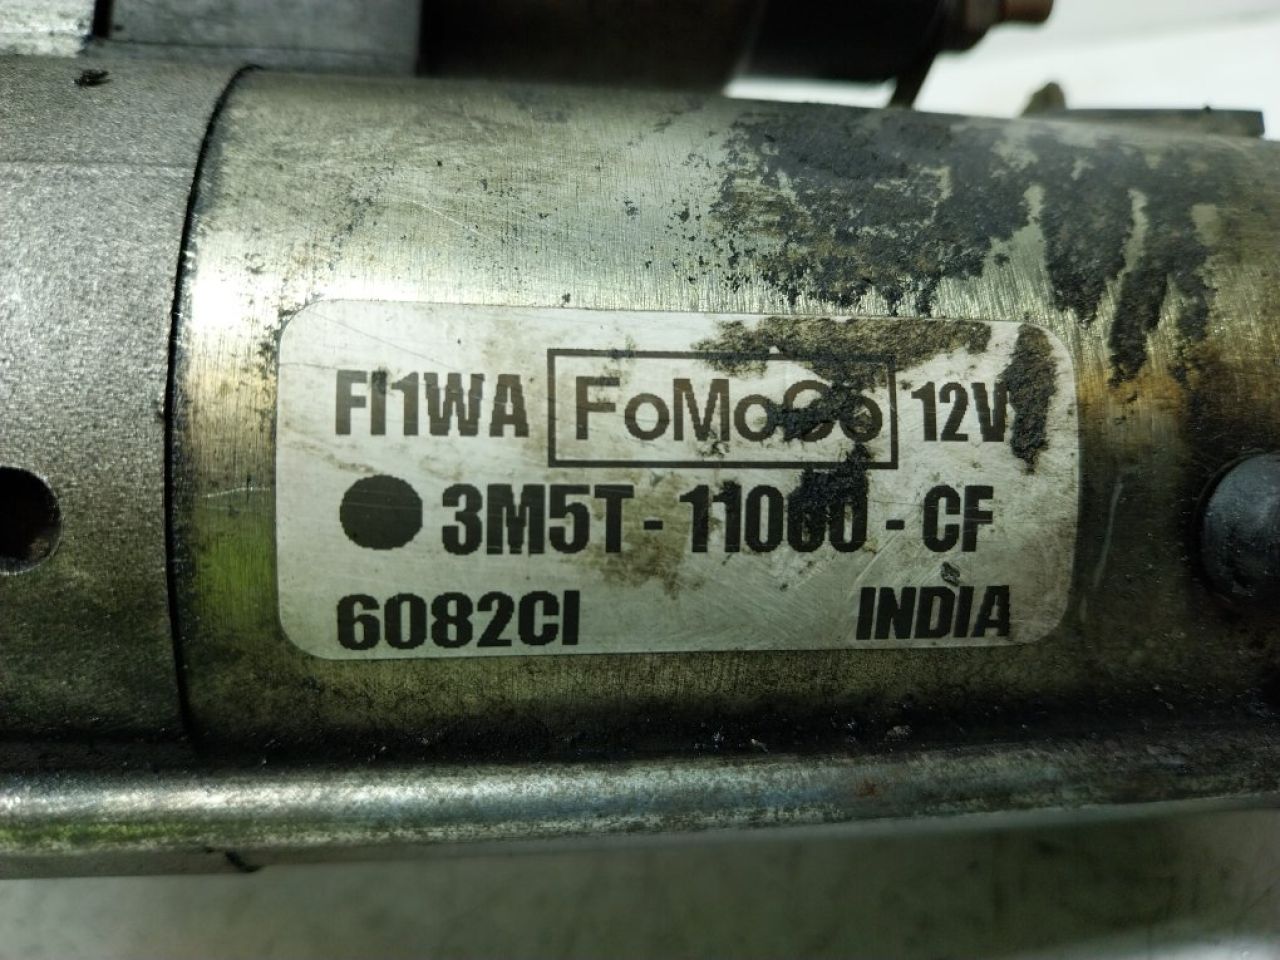 FI1WA FoMoCo 12V
3M5T - 11000 - CF
6082CI INDIA